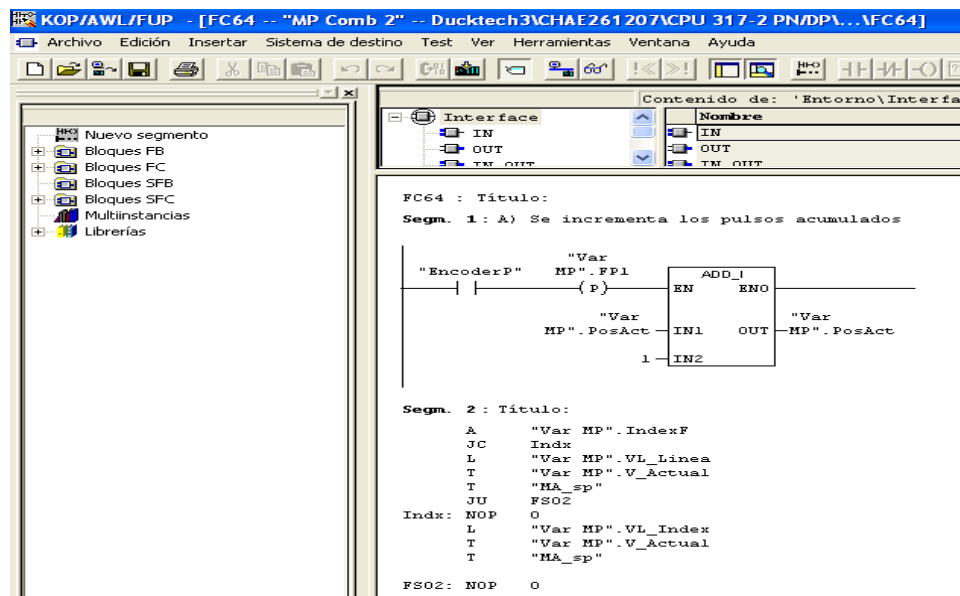 KOP/AWL/FUP - [FC64 -- "MP Comb 2" -- Ducktech3\CHAE261207\CPU 317-2 PN/DP\...\FC64]
Archivo Edición Insertar Sistema de destino Test Ver Herramientas Ventana Ayuda
Nuevo segmento
Bloques FB
Bloques FC
Bloques SFB
Bloques SFC
Multiinstancias
Librerías
Contenido de: 'Entorno\Interfa
Interface
IN
OUT
IN_OUT
Nombre
IN
OUT
IN_OUT
FC64 : Título:
Segm. 1 : A) Se incrementa los pulsos acumulados
"EncoderP"
"Var
MP".FP1
( P )
ADD_I
EN ENO
"Var
MP".PosAct
IN1 OUT
"Var
MP".PosAct
1
IN2
Segm. 2 : Título:
A "Var MP".IndexF
JC Indx
L "Var MP".VL_Linea
T "Var MP".V_Actual
T "MA_sp"
JU FS02
Indx: NOP 0
L "Var MP".VL_Index
T "Var MP".V_Actual
T "MA_sp"
FS02: NOP 0